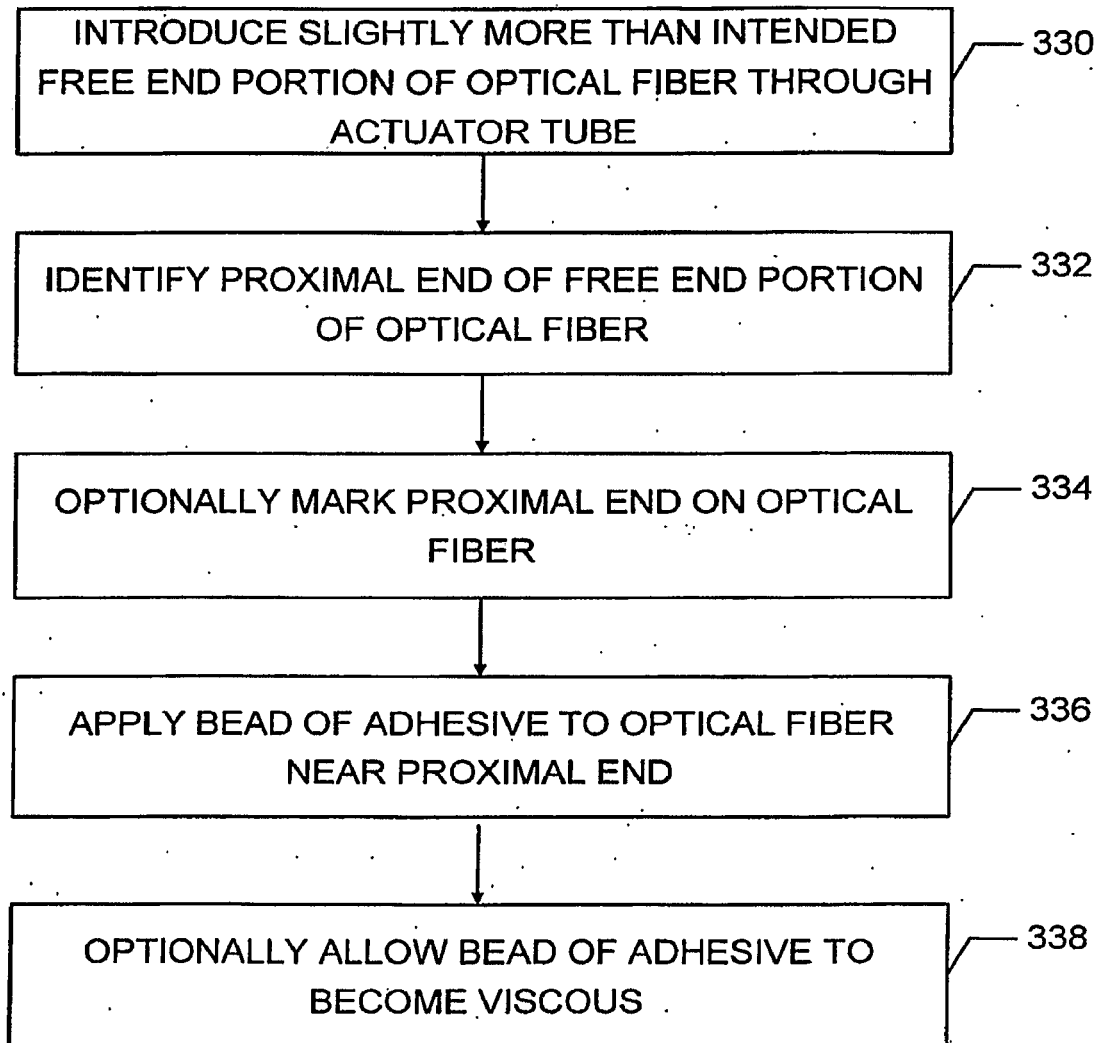 INTRODUCE SLIGHTLY MORE THAN INTENDED
FREE END PORTION OF OPTICAL FIBER THROUGH
ACTUATOR TUBE
330
IDENTIFY PROXIMAL END OF FREE END PORTION
OF OPTICAL FIBER
332
OPTIONALLY MARK PROXIMAL END ON OPTICAL
FIBER
334
APPLY BEAD OF ADHESIVE TO OPTICAL FIBER
NEAR PROXIMAL END
336
OPTIONALLY ALLOW BEAD OF ADHESIVE TO
BECOME VISCOUS
338